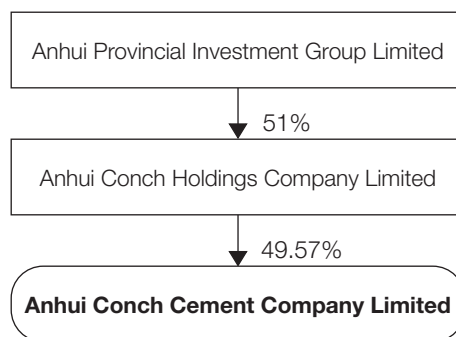 Anhui Provincial Investment Group Limited
51%
Anhui Conch Holdings Company Limited
49.57%
Anhui Conch Cement Company Limited